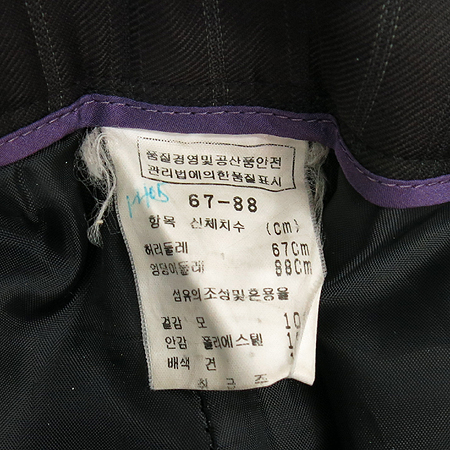 품질경영및공산품안전
관리법에의한품질표시
67-88
항목 신체치수 (cm)
허리둘레 67Cm
엉덩이둘레 88Cm
섬유의조성및혼용율
겉감 모 10
안감 폴리에스텔 1
배색 견